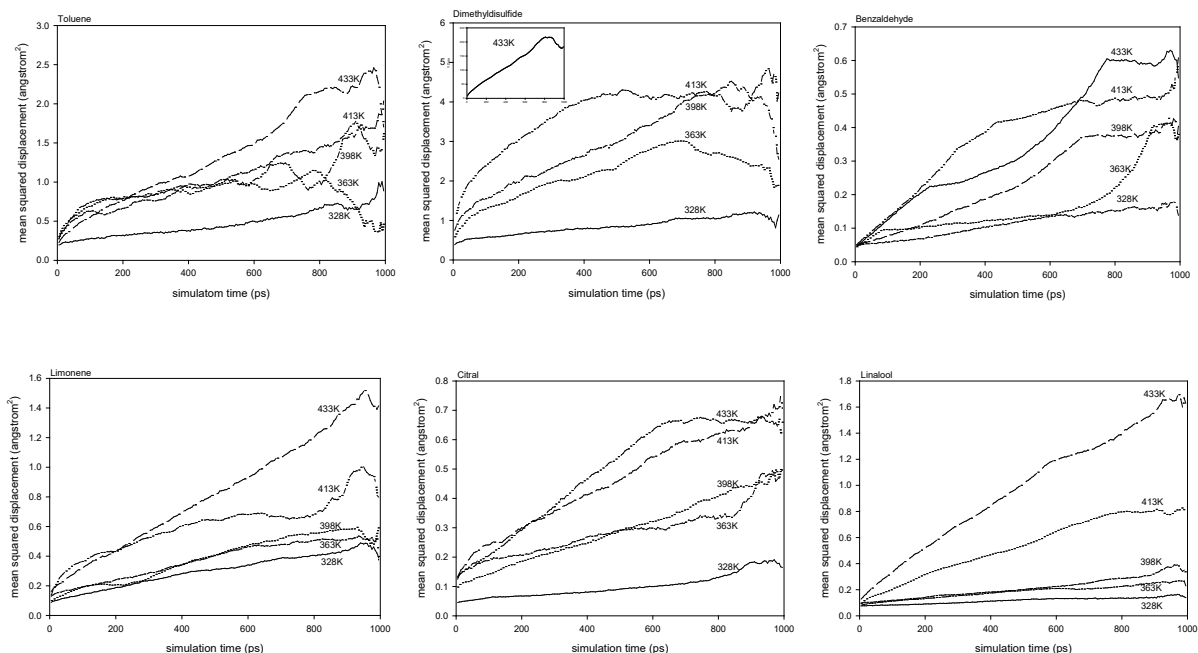 Toluene
mean squared displacement (angstrom²)
3.0
2.5
2.0
1.5
1.0
0.5
0.0
433K
413K
398K
363K
328K
0 200 400 600 800 1000
simulatom time (ps)
Dimethyldisulfide
mean squared displacement (angstrom²)
6
5
4
3
2
1
0
433K
413K
398K
363K
328K
0 200 400 600 800 1000
simulation time (ps)
Benzaldehyde
mean squared displacement (angstrom²)
0.7
0.6
0.5
0.4
0.3
0.2
0.1
0.0
433K
413K
398K
363K
328K
0 200 400 600 800 1000
simulation time (ps)
Limonene
mean squared displacement (angstrom²)
1.6
1.4
1.2
1.0
0.8
0.6
0.4
0.2
0.0
433K
413K
398K
363K
328K
0 200 400 600 800 1000
simulation time (ps)
Citral
mean squared displacement (angstrom²)
0.8
0.7
0.6
0.5
0.4
0.3
0.2
0.1
0.0
433K
413K
398K
363K
328K
0 200 400 600 800 1000
simulation time (ps)
Linalool
mean squared displacement (angstrom²)
1.8
1.6
1.4
1.2
1.0
0.8
0.6
0.4
0.2
0.0
433K
413K
398K
363K
328K
0 200 400 600 800 1000
simulation time (ps)